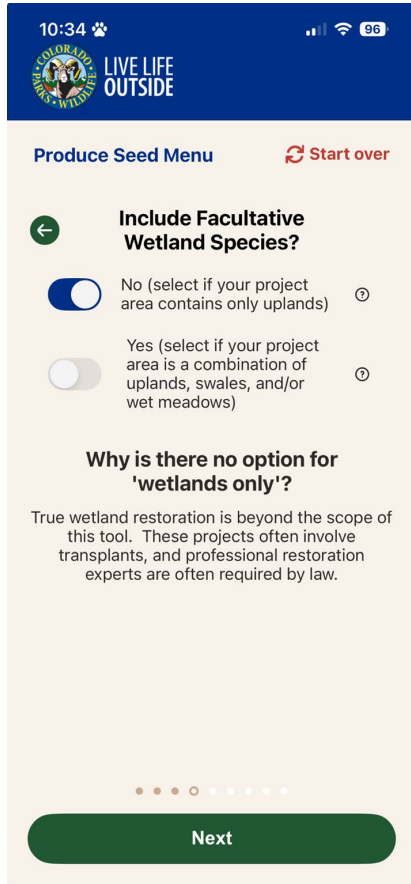 10:34
96
COLORADO
PARKS • WILDLIFE
LIVE LIFE
OUTSIDE
Produce Seed Menu
Start over
Include Facultative
Wetland Species?
No (select if your project
area contains only uplands)
?
Yes (select if your project
area is a combination of
uplands, swales, and/or
wet meadows)
?
Why is there no option for
'wetlands only'?
True wetland restoration is beyond the scope of
this tool.  These projects often involve
transplants, and professional restoration
experts are often required by law.
Next